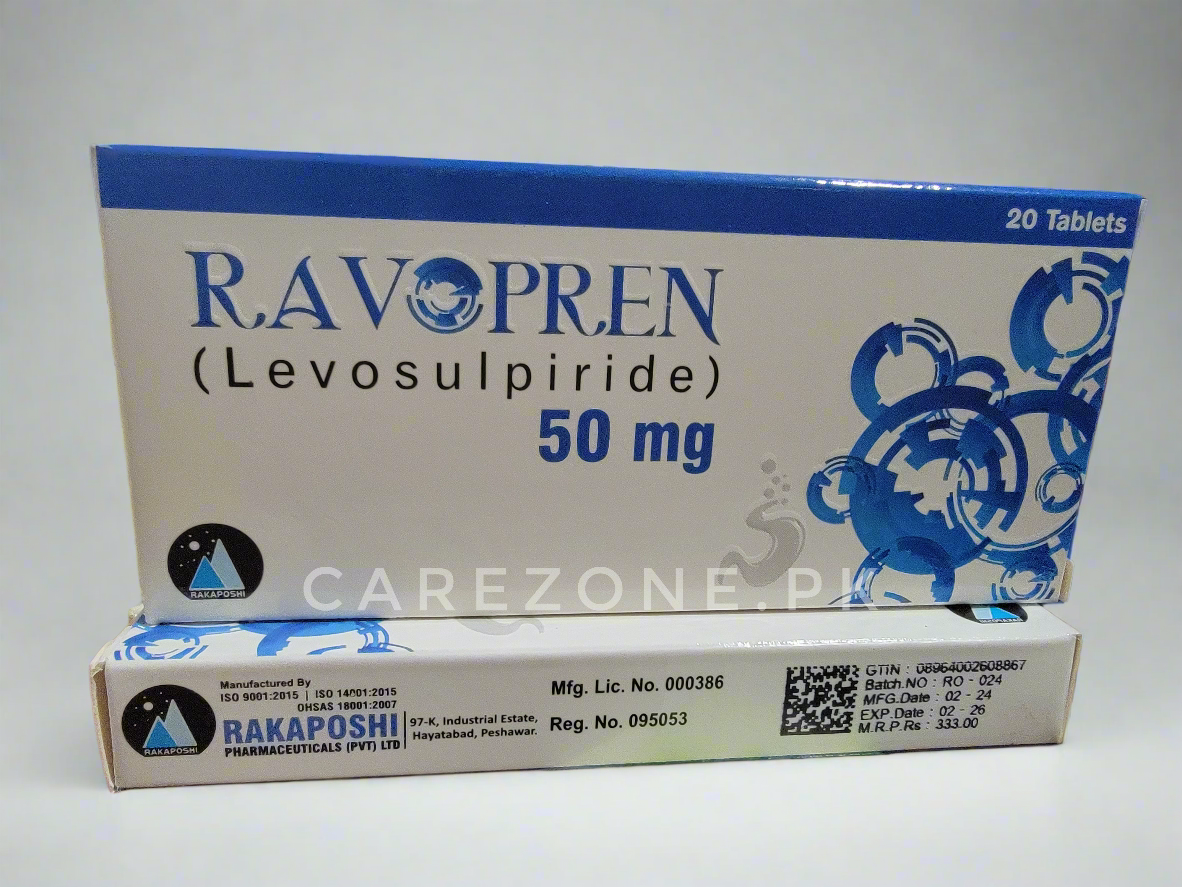 20 Tablets
RAVOPREN
(Levosulpiride)
50 mg
RAKAPOSHI
CAREZONE.PK
RAKAPOSHI
Manufactured By
ISO 9001:2015 | ISO 14001:2015
OHSAS 18001:2007
RAKAPOSHI
PHARMACEUTICALS (PVT) LTD
97-K, Industrial Estate,
Hayatabad, Peshawar.
RAKAPOSHI
Mfg. Lic. No. 000386
Reg. No. 095053
GTIN : 08964002608867
Batch.NO : RO - 024
MFG.Date : 02 - 24
EXP.Date : 02 - 26
M.R.P.Rs : 333.00